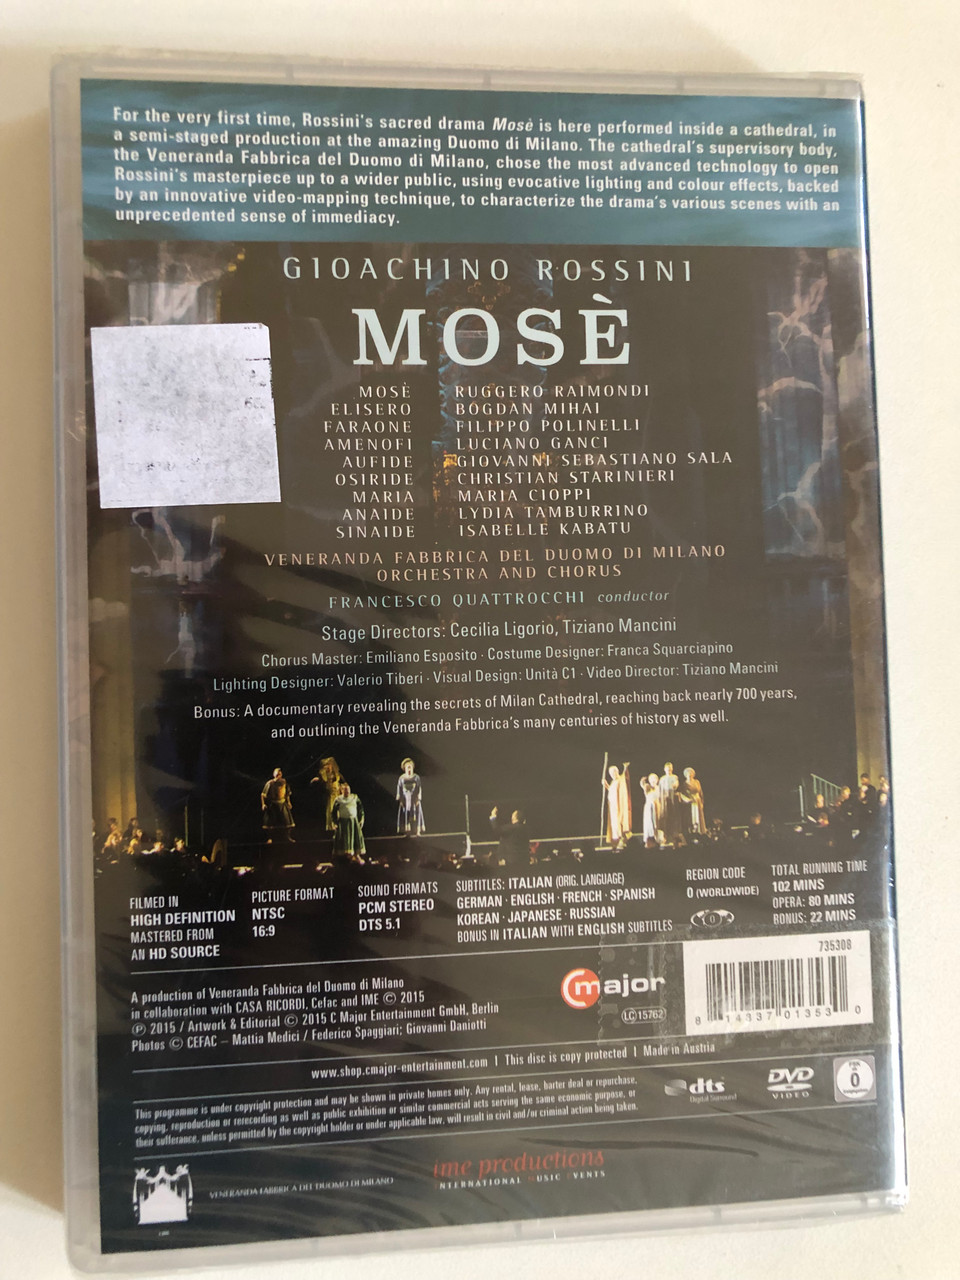 For the very first time, Rossini's sacred drama Mosè is here performed inside a cathedral, in
a semi-staged production at the amazing Duomo di Milano. The cathedral's supervisory body,
the Veneranda Fabbrica del Duomo di Milano, chose the most advanced technology to open
Rossini's masterpiece up to a wider public, using evocative lighting and colour effects, backed
by an innovative video-mapping technique, to characterize the drama's various scenes with an
unprecedented sense of immediacy.
GIOACHINO ROSSINI
MOSÈ
MOSÈ RUGGERO RAIMONDI
ELISERO BOGDAN MIHAI
FARAONE FILIPPO POLINELLI
AMENOFI LUCIANO GANCI
AUFIDE GIOVANNI SEBASTIANO SALA
OSIRIDE CHRISTIAN STARINIERI
MARIA MARIA CIOPPI
ANAIDE LYDIA TAMBURRINO
SINAIDE ISABELLE KABATU
VENERANDA FABBRICA DEL DUOMO DI MILANO
ORCHESTRA AND CHORUS
FRANCESCO QUATTROCCHI conductor
Stage Directors: Cecilia Ligorio, Tiziano Mancini
Chorus Master: Emiliano Esposito · Costume Designer: Franca Squarciapino
Lighting Designer: Valerio Tiberi · Visual Design: Unità C1 · Video Director: Tiziano Mancini
Bonus: A documentary revealing the secrets of Milan Cathedral, reaching back nearly 700 years,
and outlining the Veneranda Fabbrica's many centuries of history as well.
FILMED IN
HIGH DEFINITION
MASTERED FROM
AN HD SOURCE
PICTURE FORMAT
NTSC
16:9
SOUND FORMATS
PCM STEREO
DTS 5.1
SUBTITLES: ITALIAN (ORIG. LANGUAGE)
GERMAN · ENGLISH · FRENCH · SPANISH
KOREAN · JAPANESE · RUSSIAN
BONUS IN ITALIAN WITH ENGLISH SUBTITLES
REGION CODE
0 (WORLDWIDE)
0
TOTAL RUNNING TIME
102 MINS
OPERA: 80 MINS
BONUS: 22 MINS
A production of Veneranda Fabbrica del Duomo di Milano
in collaboration with CASA RICORDI, Cefac and IME © 2015
℗ 2015 / Artwork & Editorial © 2015 C Major Entertainment GmbH, Berlin
Photos © CEFAC – Mattia Medici / Federico Spaggiari; Giovanni Daniotti
c major
LC 15762
735308
8 14337 01353 0
www.shop.cmajor-entertainment.com | This disc is copy protected | Made in Austria
This programme is under copyright protection and may be shown in private homes only. Any rental, lease, barter deal or repurchase,
copying, reproduction or rerecording as well as public exhibition or similar commercial acts serving the same economic purpose, or
their sufferance, unless permitted by the copyright holder or under applicable law, will result in civil and/or criminal action being taken.
dts
Digital Surround
DVD
VIDEO
0
VENERANDA FABBRICA DEL DUOMO DI MILANO
ime productions
INTERNATIONAL MUSIC EVENTS